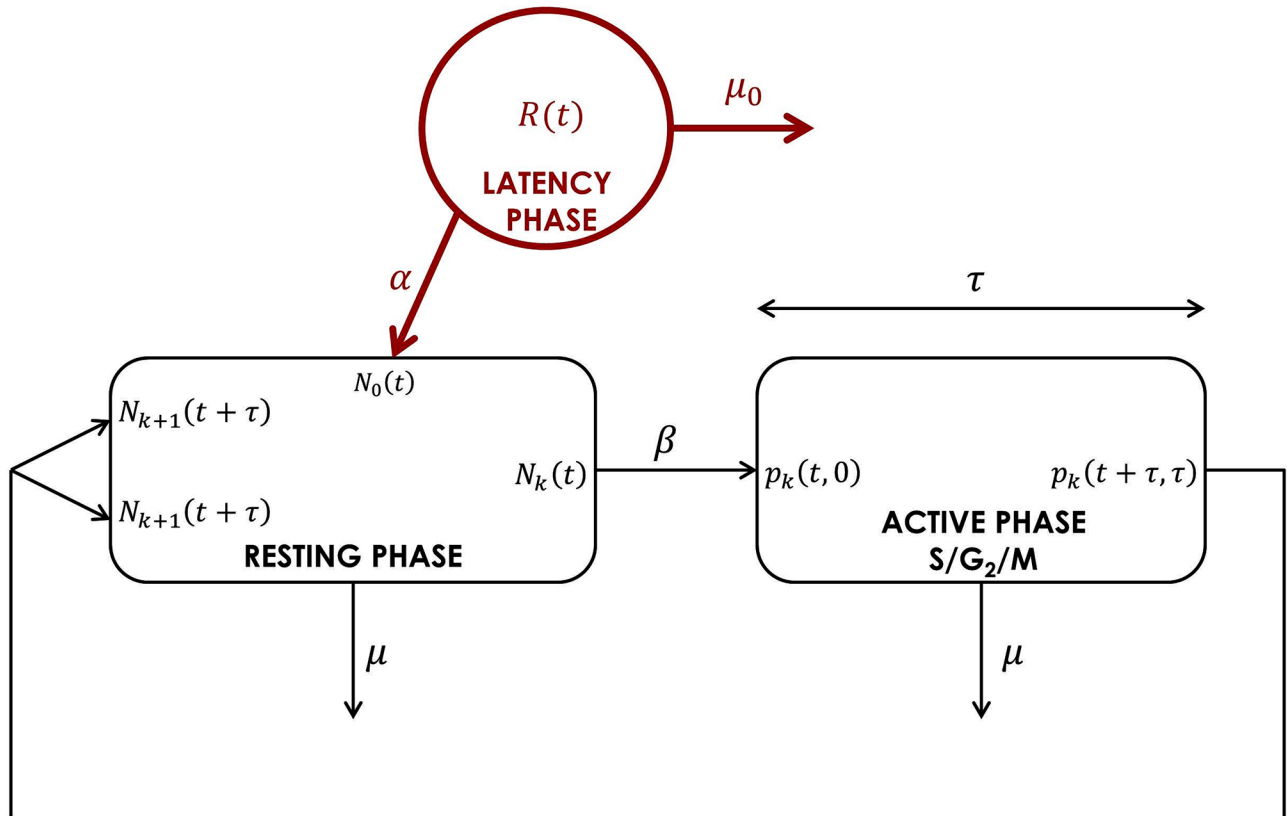 R(t)
μ₀
LATENCY
PHASE
α
τ
N₀(t)
Nₖ₊₁(t + τ)
β
Nₖ(t)
pₖ(t, 0)
pₖ(t + τ, τ)
Nₖ₊₁(t + τ)
ACTIVE PHASE
S/G₂/M
RESTING PHASE
μ
μ